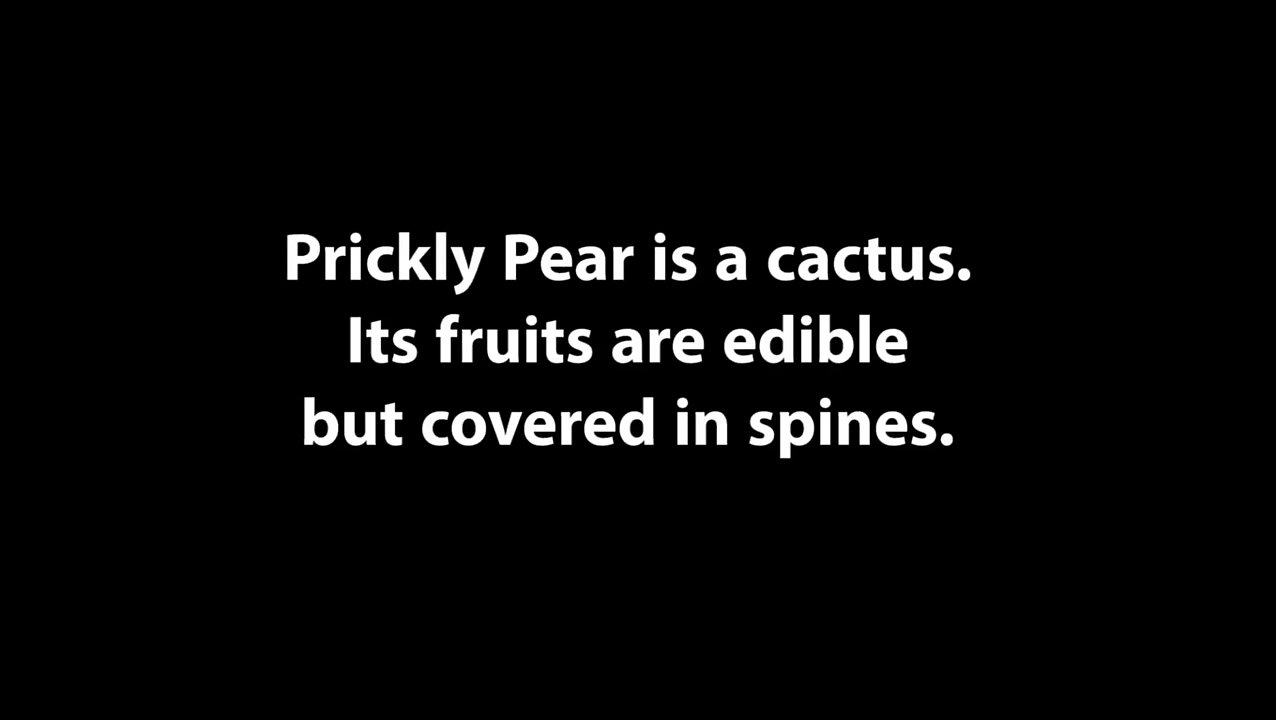 Prickly Pear is a cactus.
Its fruits are edible
but covered in spines.